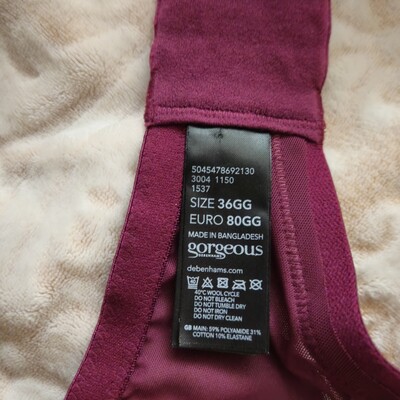 5045478692130
3004 1150
1537
SIZE 36GG
EURO 80GG
MADE IN BANGLADESH
gorgeous
DEBENHAMS
debenhams.com
40°C WOOL CYCLE
DO NOT BLEACH
DO NOT TUMBLE DRY
DO NOT IRON
DO NOT DRY CLEAN
GB MAIN: 59% POLYAMIDE 31%
COTTON 10% ELASTANE